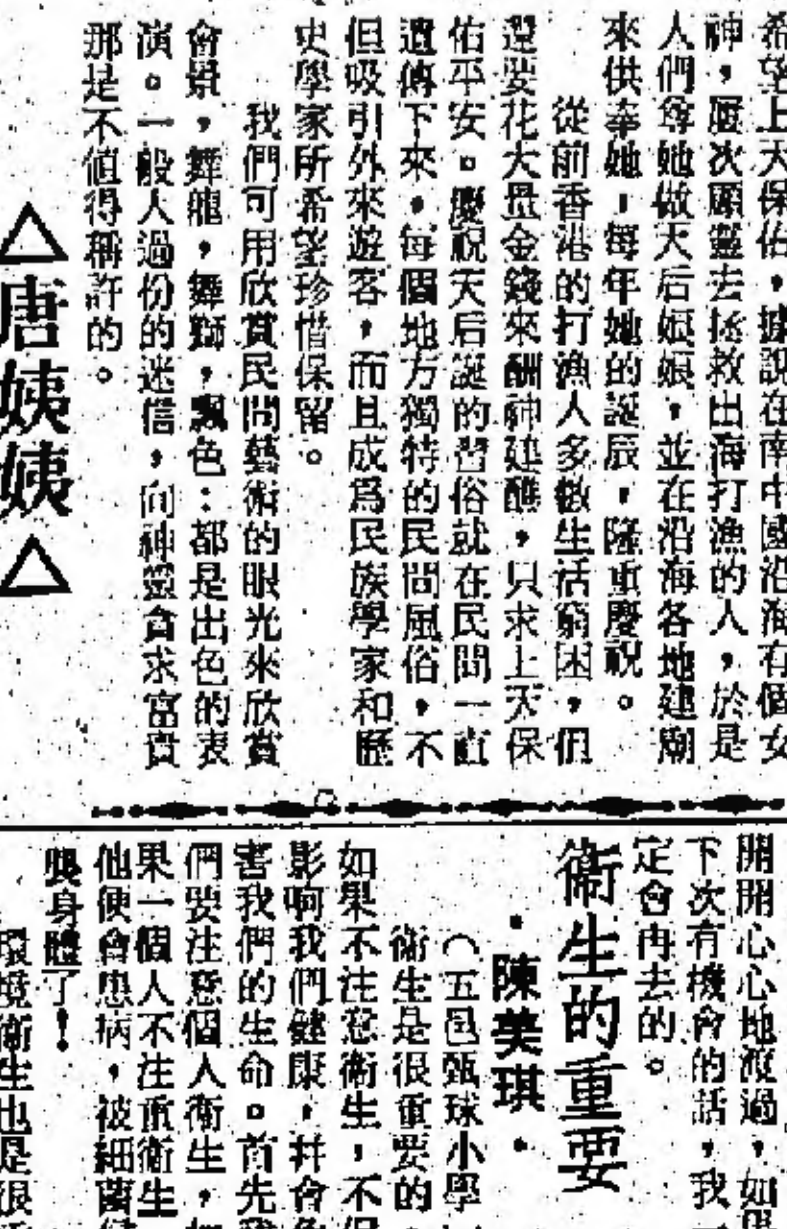 希望上天保佑,據說在南中國沿海有個女
神,屢次顯靈去拯救出海打漁的人,於是
人們尊她做天后娘娘,並在沿海各地建廟
來供奉她,每年她的誕辰,隆重慶祝。
從前香港的打漁人多數生活窮困,但
還要花大量金錢來酬神建醮,只求上天保
佑平安。慶祝天后誕的習俗就在民間一直
遺傳下來,每個地方獨特的民間風俗,不
但吸引外來遊客,而且成爲民族學家和歷
史學家所希望珍惜保留。
我們可用欣賞民間藝術的眼光來欣賞
會景,舞龍,舞獅,飄色:都是出色的表
演。一般人過份的迷信,向神靈貪求富貴
那是不值得稱許的。
△唐姨姨△
開開心心地渡過,如果
下次有機會的話,我
定會再去的。
衞生的重要
·陳美琪·
(五邑甄球小學
衞生是很重要的
如果不注意衞生,不但
影响我們健康,幷會危
害我們的生命。首先我
們要注意個人衞生,
果一個人不注重衞生
他便會患病,被細菌
襲身體了!
環境衞生也是很